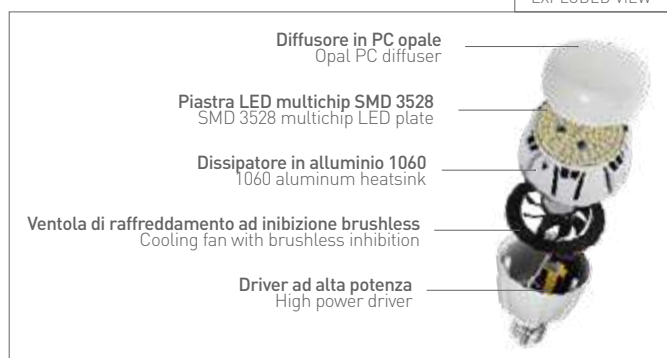 EXPLODED VIEW
Diffusore in PC opale
Opal PC diffuser
Piastra LED multichip SMD 3528
SMD 3528 multichip LED plate
Dissipatore in alluminio 1060
1060 aluminum heatsink
Ventola di raffreddamento ad inibizione brushless
Cooling fan with brushless inhibition
Driver ad alta potenza
High power driver